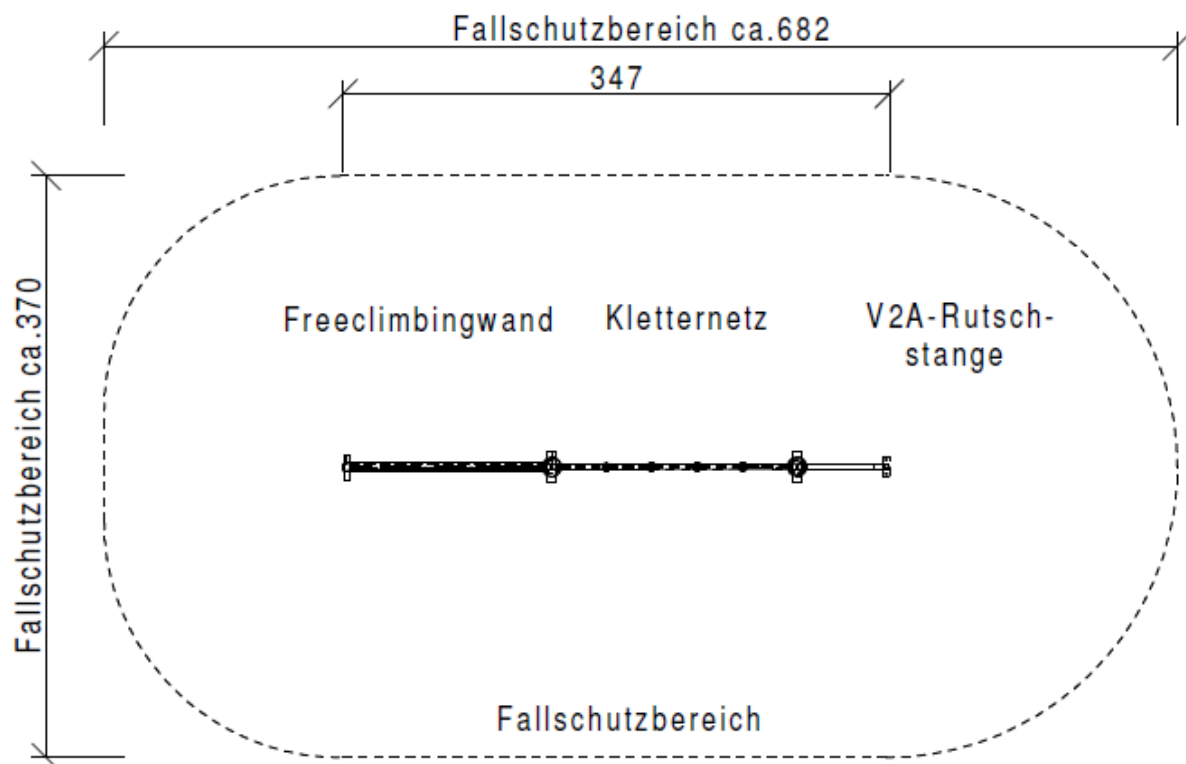 Fallschutzbereich ca.682
347
Fallschutzbereich ca.370
Freeclimbingwand
Kletternetz
V2A-Rutsch-
stange
Fallschutzbereich